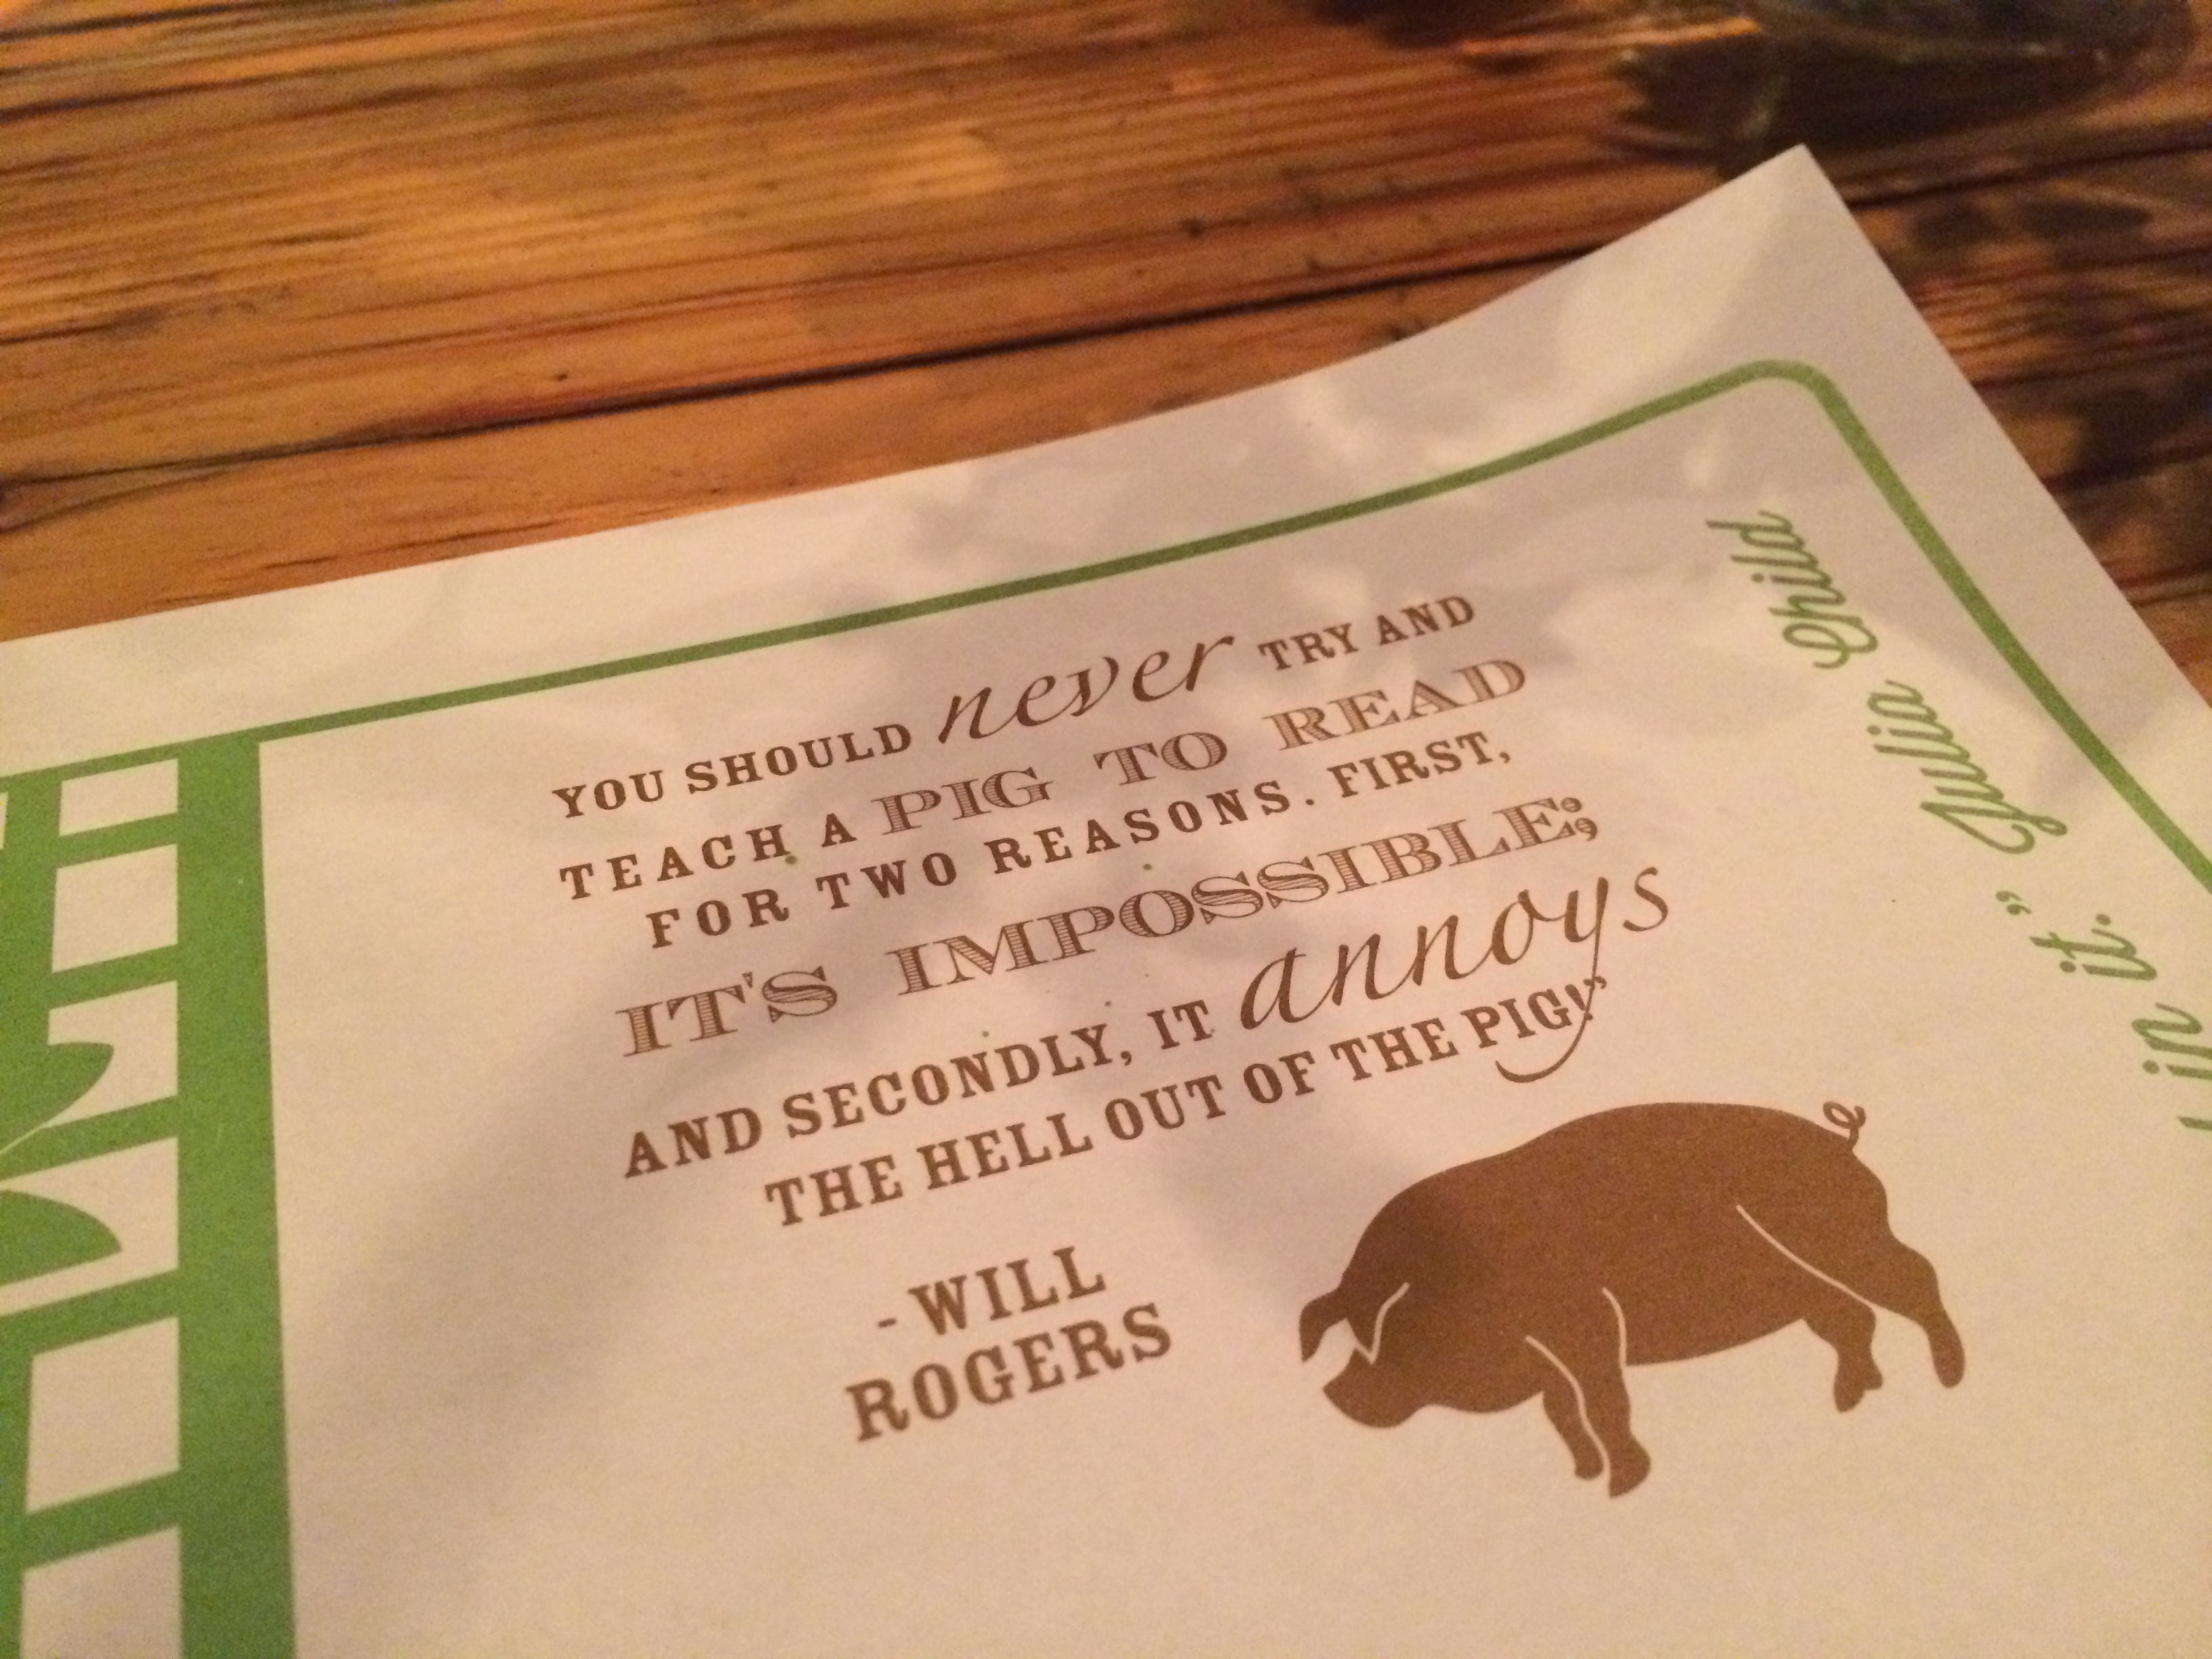 YOU SHOULD never TRY AND
TEACH A PIG TO READ
FOR TWO REASONS. FIRST,
IT'S IMPOSSIBLE;
AND SECONDLY, IT annoys
THE HELL OUT OF THE PIG!”
- WILL
ROGERS
in it.” Julia Child